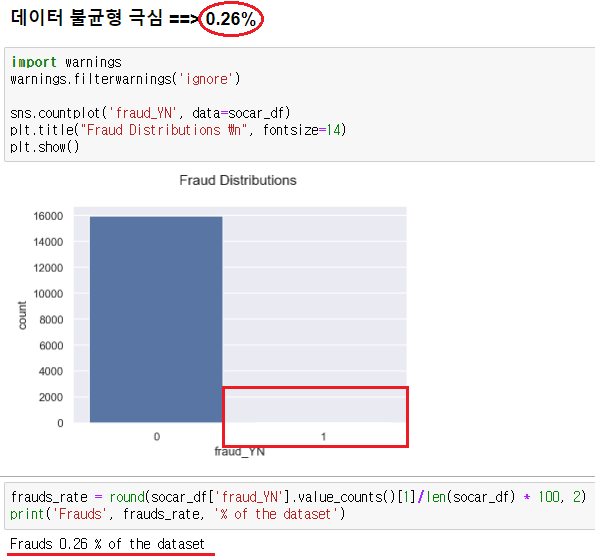 데이터 불균형 극심 ==> 0.26%
import warnings
warnings.filterwarnings('ignore')
sns.countplot('fraud_YN', data=socar_df)
plt.title("Fraud Distributions ₩n", fontsize=14)
plt.show()
Fraud Distributions
16000
14000
12000
10000
8000
6000
4000
2000
0
count
0
1
fraud_YN
frauds_rate = round(socar_df['fraud_YN'].value_counts()[1]/len(socar_df) * 100, 2)
print('Frauds', frauds_rate, '% of the dataset')
Frauds 0.26 % of the dataset